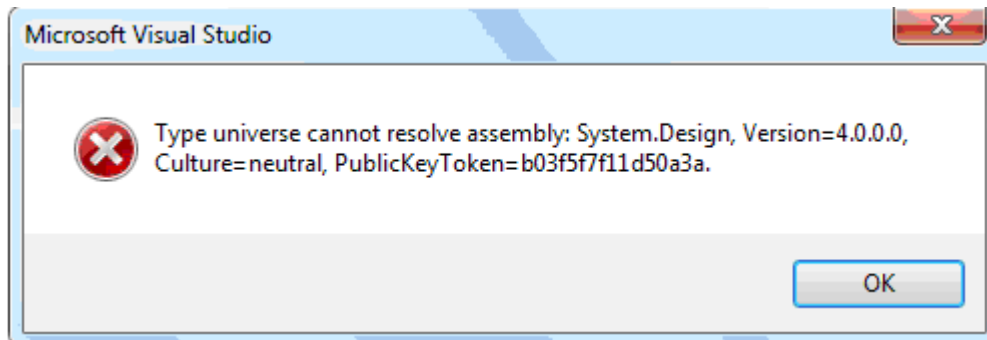 Microsoft Visual Studio
Type universe cannot resolve assembly: System.Design, Version=4.0.0.0,
Culture=neutral, PublicKeyToken=b03f5f7f11d50a3a.
OK